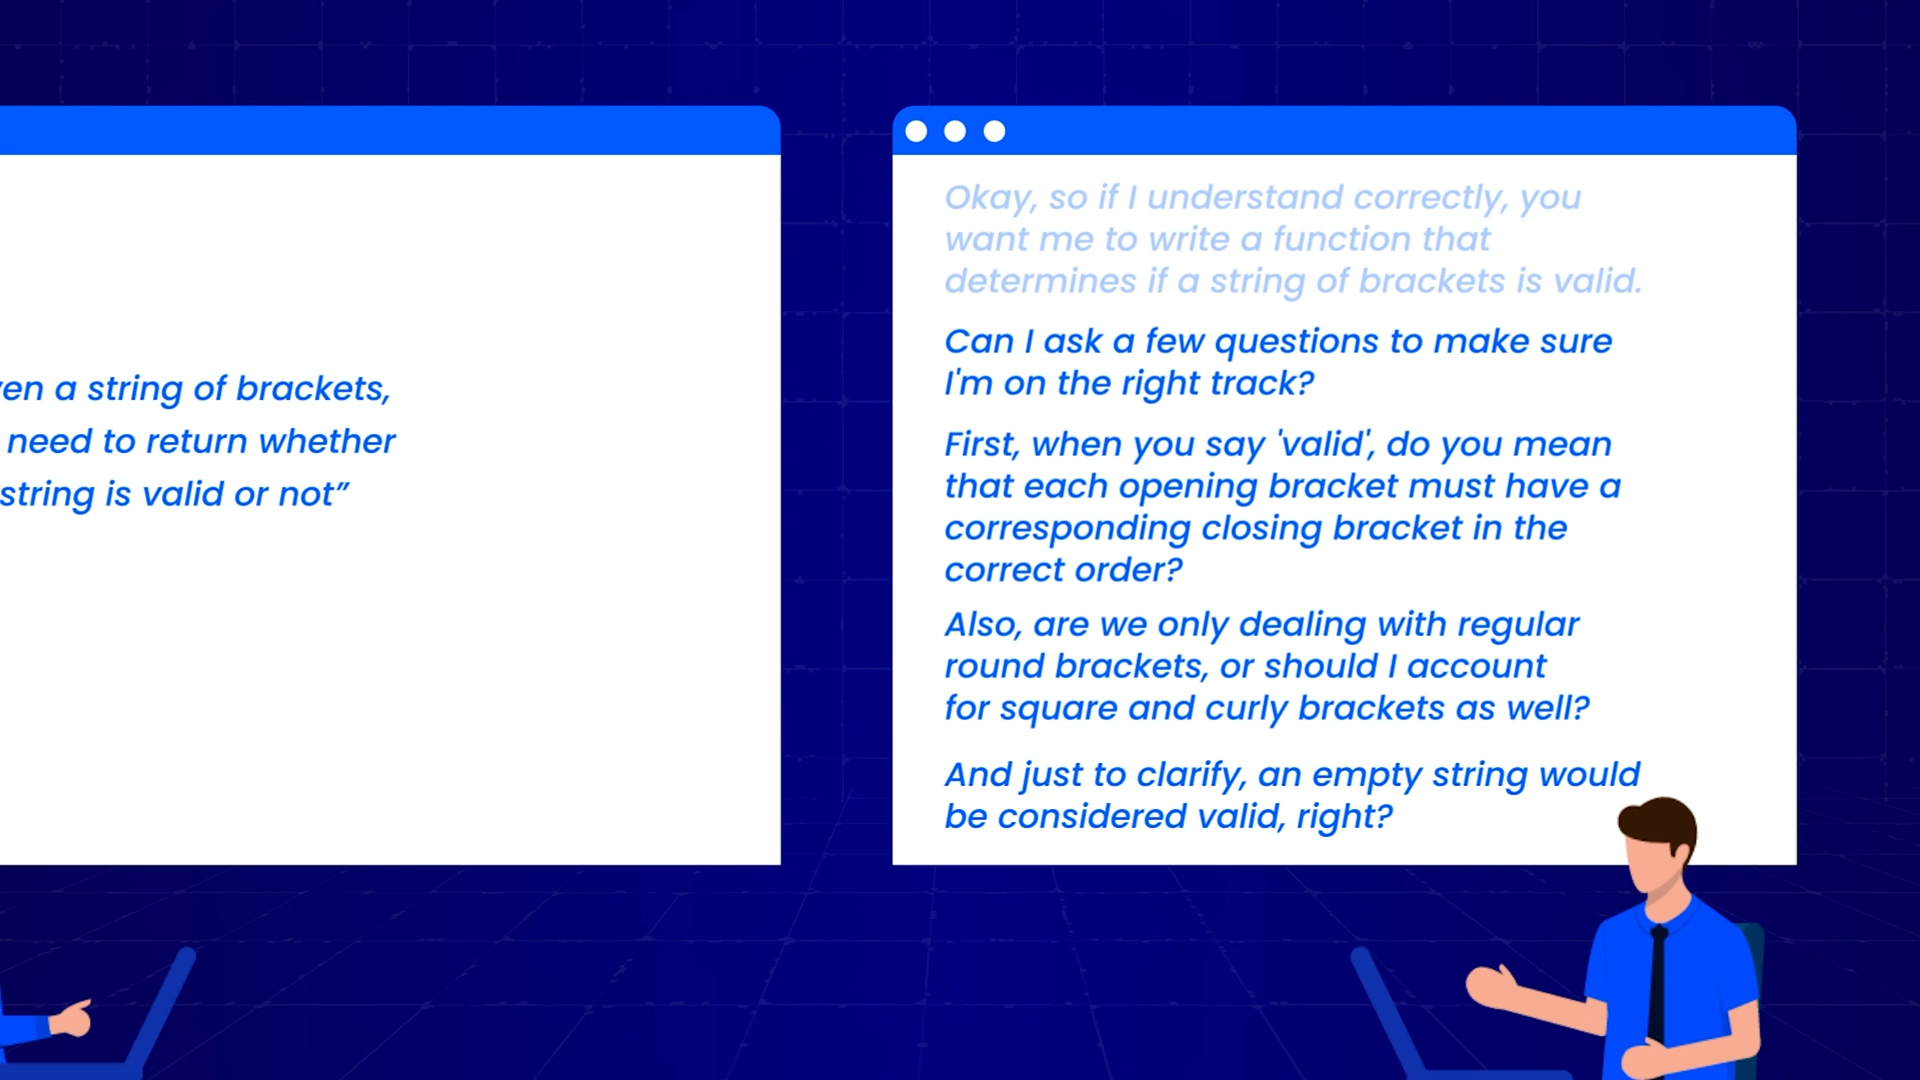 en a string of brackets,
need to return whether
string is valid or not”
Okay, so if I understand correctly, you
want me to write a function that
determines if a string of brackets is valid.
Can I ask a few questions to make sure
I'm on the right track?
First, when you say 'valid', do you mean
that each opening bracket must have a
corresponding closing bracket in the
correct order?
Also, are we only dealing with regular
round brackets, or should I account
for square and curly brackets as well?
And just to clarify, an empty string would
be considered valid, right?